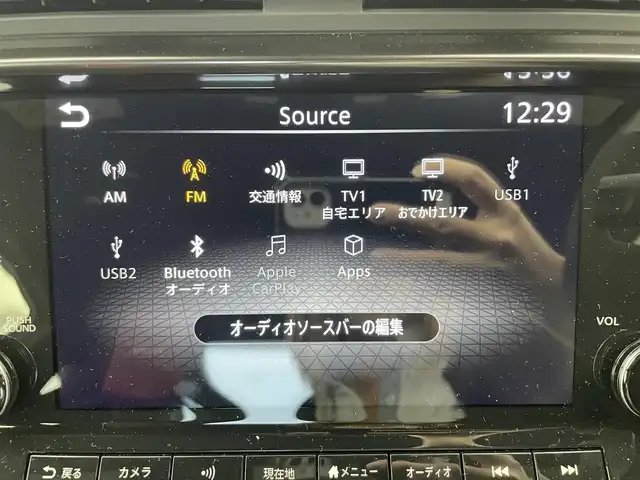 Source
12:29
AM
FM
交通情報
TV1
自宅エリア
TV2
おでかけエリア
USB1
USB2
Bluetooth
オーディオ
Apple
CarPlay
Apps
オーディオソースバーの編集
PUSH
SOUND
VOL
戻る
カメラ
現在地
メニュー
オーディオ